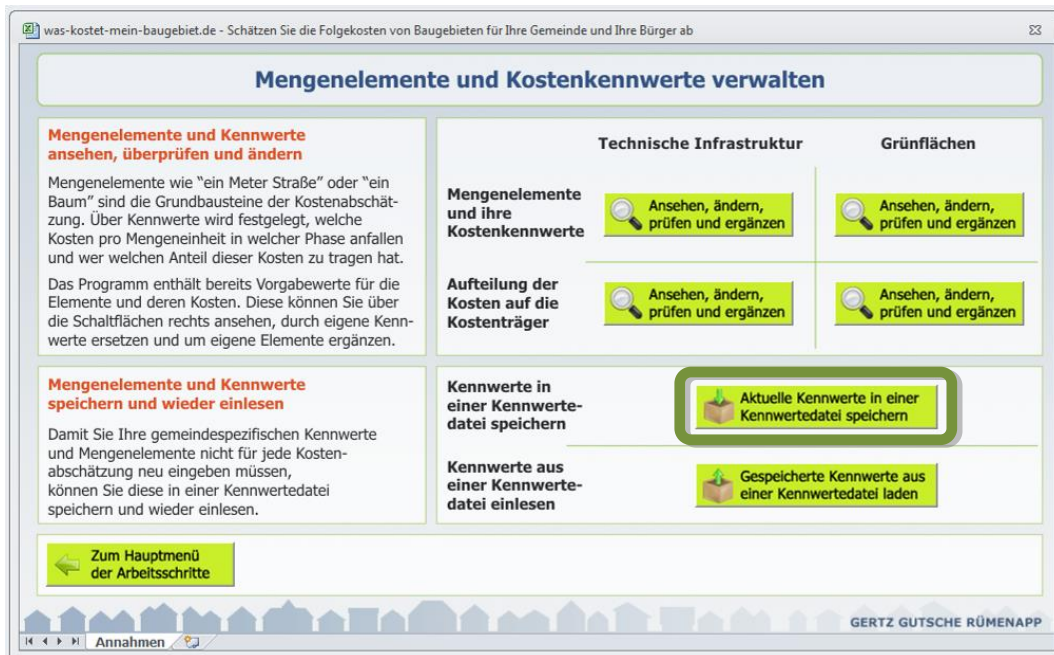 was-kostet-mein-baugebiet.de - Schätzen Sie die Folgekosten von Baugebieten für Ihre Gemeinde und Ihre Bürger ab
Mengenelemente und Kostenkennwerte verwalten
Mengenelemente und Kennwerte
ansehen, überprüfen und ändern
Mengenelemente wie "ein Meter Straße" oder "ein
Baum" sind die Grundbausteine der Kostenabschät-
zung. Über Kennwerte wird festgelegt, welche
Kosten pro Mengeneinheit in welcher Phase anfallen
und wer welchen Anteil dieser Kosten zu tragen hat.
Das Programm enthält bereits Vorgabewerte für die
Elemente und deren Kosten. Diese können Sie über
die Schaltflächen rechts ansehen, durch eigene Kenn-
werte ersetzen und um eigene Elemente ergänzen.
Technische Infrastruktur
Grünflächen
Mengenelemente
und ihre
Kostenkennwerte
Ansehen, ändern,
prüfen und ergänzen
Ansehen, ändern,
prüfen und ergänzen
Aufteilung der
Kosten auf die
Kostenträger
Ansehen, ändern,
prüfen und ergänzen
Ansehen, ändern,
prüfen und ergänzen
Mengenelemente und Kennwerte
speichern und wieder einlesen
Damit Sie Ihre gemeindespezifischen Kennwerte
und Mengenelemente nicht für jede Kosten-
abschätzung neu eingeben müssen,
können Sie diese in einer Kennwertedatei
speichern und wieder einlesen.
Kennwerte in
einer Kennwerte-
datei speichern
Aktuelle Kennwerte in einer
Kennwertedatei speichern
Kennwerte aus
einer Kennwerte-
datei einlesen
Gespeicherte Kennwerte aus
einer Kennwertedatei laden
Zum Hauptmenü
der Arbeitsschritte
GERTZ GUTSCHE RÜMENAPP
Annahmen